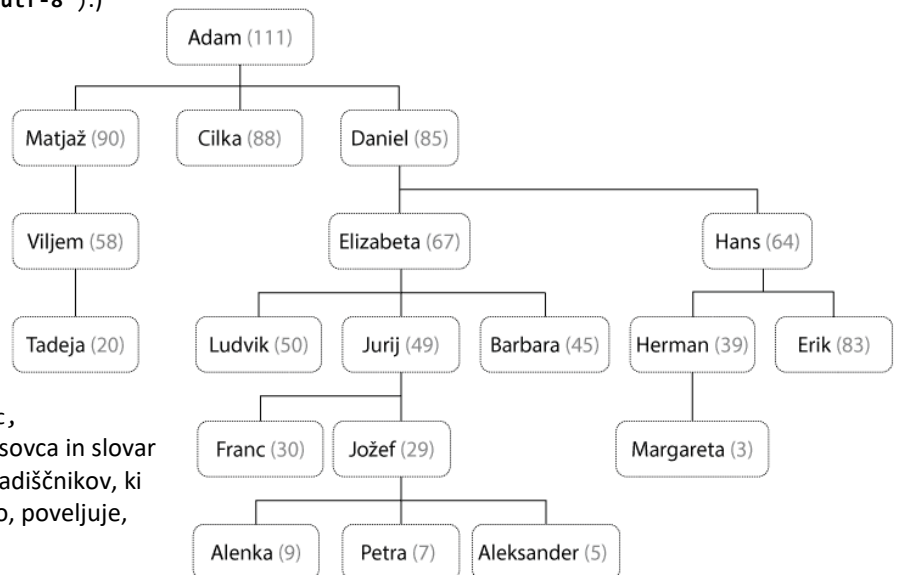 utf-8").)
Adam (111)
Matjaž (90) Cilka (88) Daniel (85)
Viljem (58) Elizabeta (67) Hans (64)
Tadeja (20) Ludvik (50) Jurij (49) Barbara (45) Herman (39) Erik (83)
Franc (30) Jožef (29) Margareta (3)
sovca in slovar
adiščnikov, ki
o, poveljuje,
Alenka (9) Petra (7) Aleksander (5)